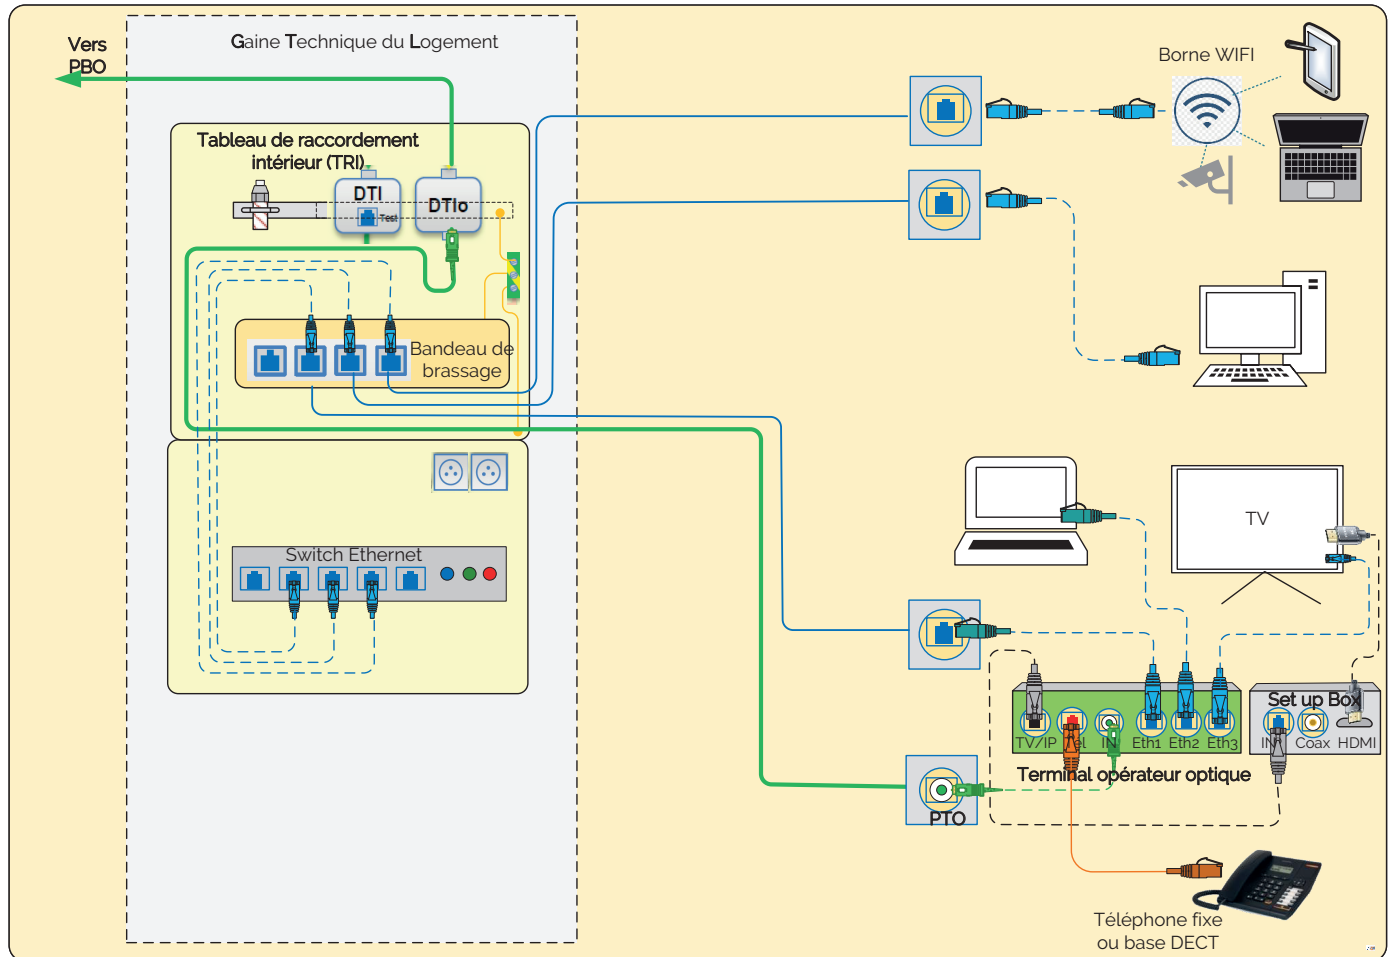 Vers
PBO
Gaine Technique du Logement
Borne WIFI
Tableau de raccordement
intérieur (TRI)
DTI
Test
DTIo
Bandeau de
brassage
Switch Ethernet
TV
Set up Box
TV/IP Tel IN Eth1 Eth2 Eth3
IN Coax HDMI
Terminal opérateur optique
PTO
Téléphone fixe
ou base DECT